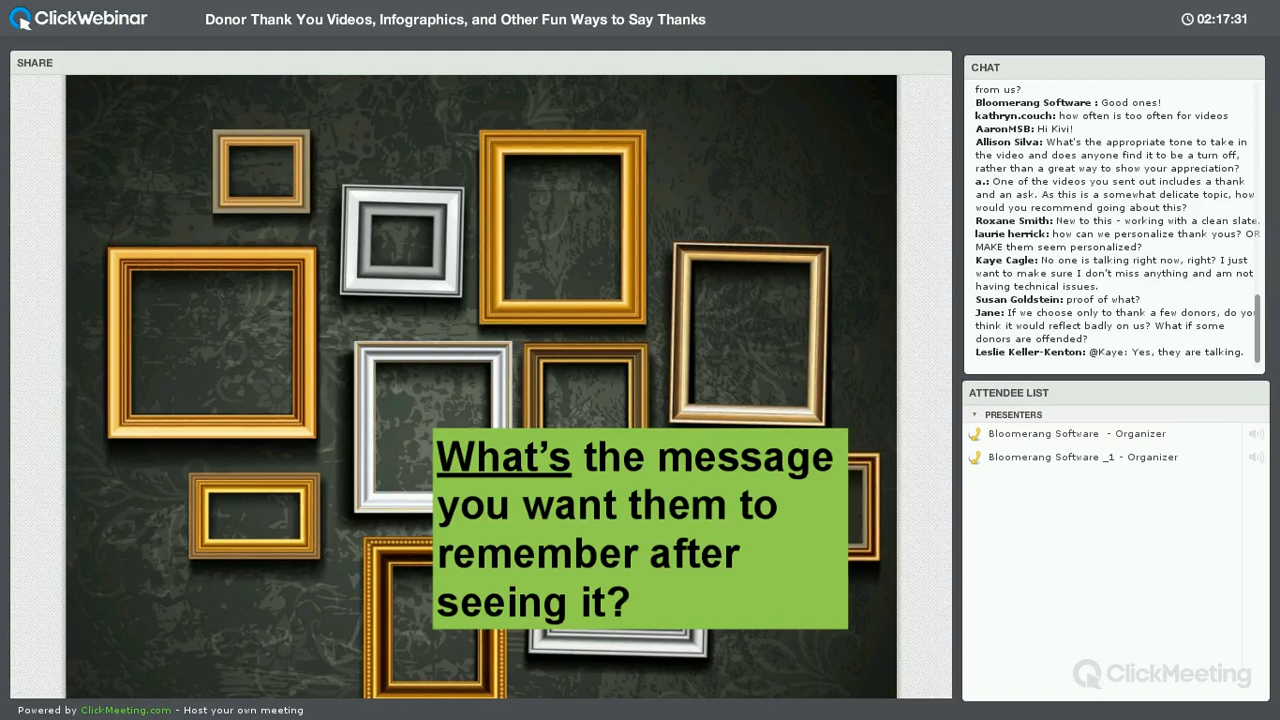 ClickWebinar
Donor Thank You Videos, Infographics, and Other Fun Ways to Say Thanks
02:17:31
SHARE
What's the message
you want them to
remember after
seeing it?
CHAT
from us?
Bloomerang Software : Good ones!
kathryn.couch: how often is too often for videos
AaronMSB: Hi Kivi!
Allison Silva: What's the appropriate tone to take in
the video and does anyone find it to be a turn off,
rather than a great way to show your appreciation?
a.: One of the videos you sent out includes a thank
and an ask. As this is a somewhat delicate topic, how
would you recommend going about this?
Roxane Smith: New to this - working with a clean slate.
laurie herrick: how can we personalize thank yous? OR
MAKE them seem personalized?
Kaye Cagle: No one is talking right now, right? I just
want to make sure I don't miss anything and am not
having technical issues.
Susan Goldstein: proof of what?
Jane: If we choose only to thank a few donors, do you
think it would reflect badly on us? What if some
donors are offended?
Leslie Keller-Kenton: @Kaye: Yes, they are talking.
ATTENDEE LIST
PRESENTERS
Bloomerang Software - Organizer
Bloomerang Software _1 - Organizer
ClickMeeting
Powered by ClickMeeting.com - Host your own meeting